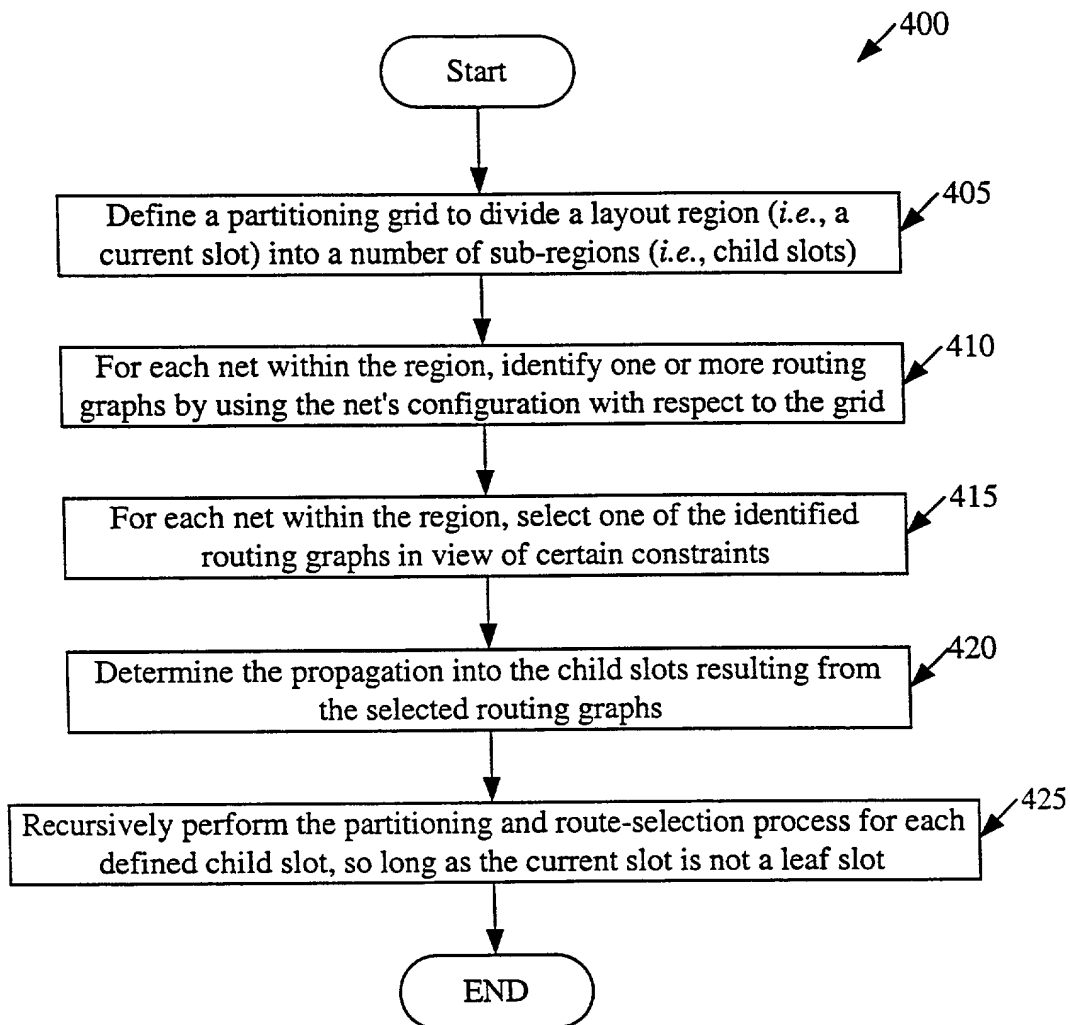 400
Start
405
Define a partitioning grid to divide a layout region (i.e., a
current slot) into a number of sub-regions (i.e., child slots)
410
For each net within the region, identify one or more routing
graphs by using the net's configuration with respect to the grid
415
For each net within the region, select one of the identified
routing graphs in view of certain constraints
420
Determine the propagation into the child slots resulting from
the selected routing graphs
425
Recursively perform the partitioning and route-selection process for each
defined child slot, so long as the current slot is not a leaf slot
END